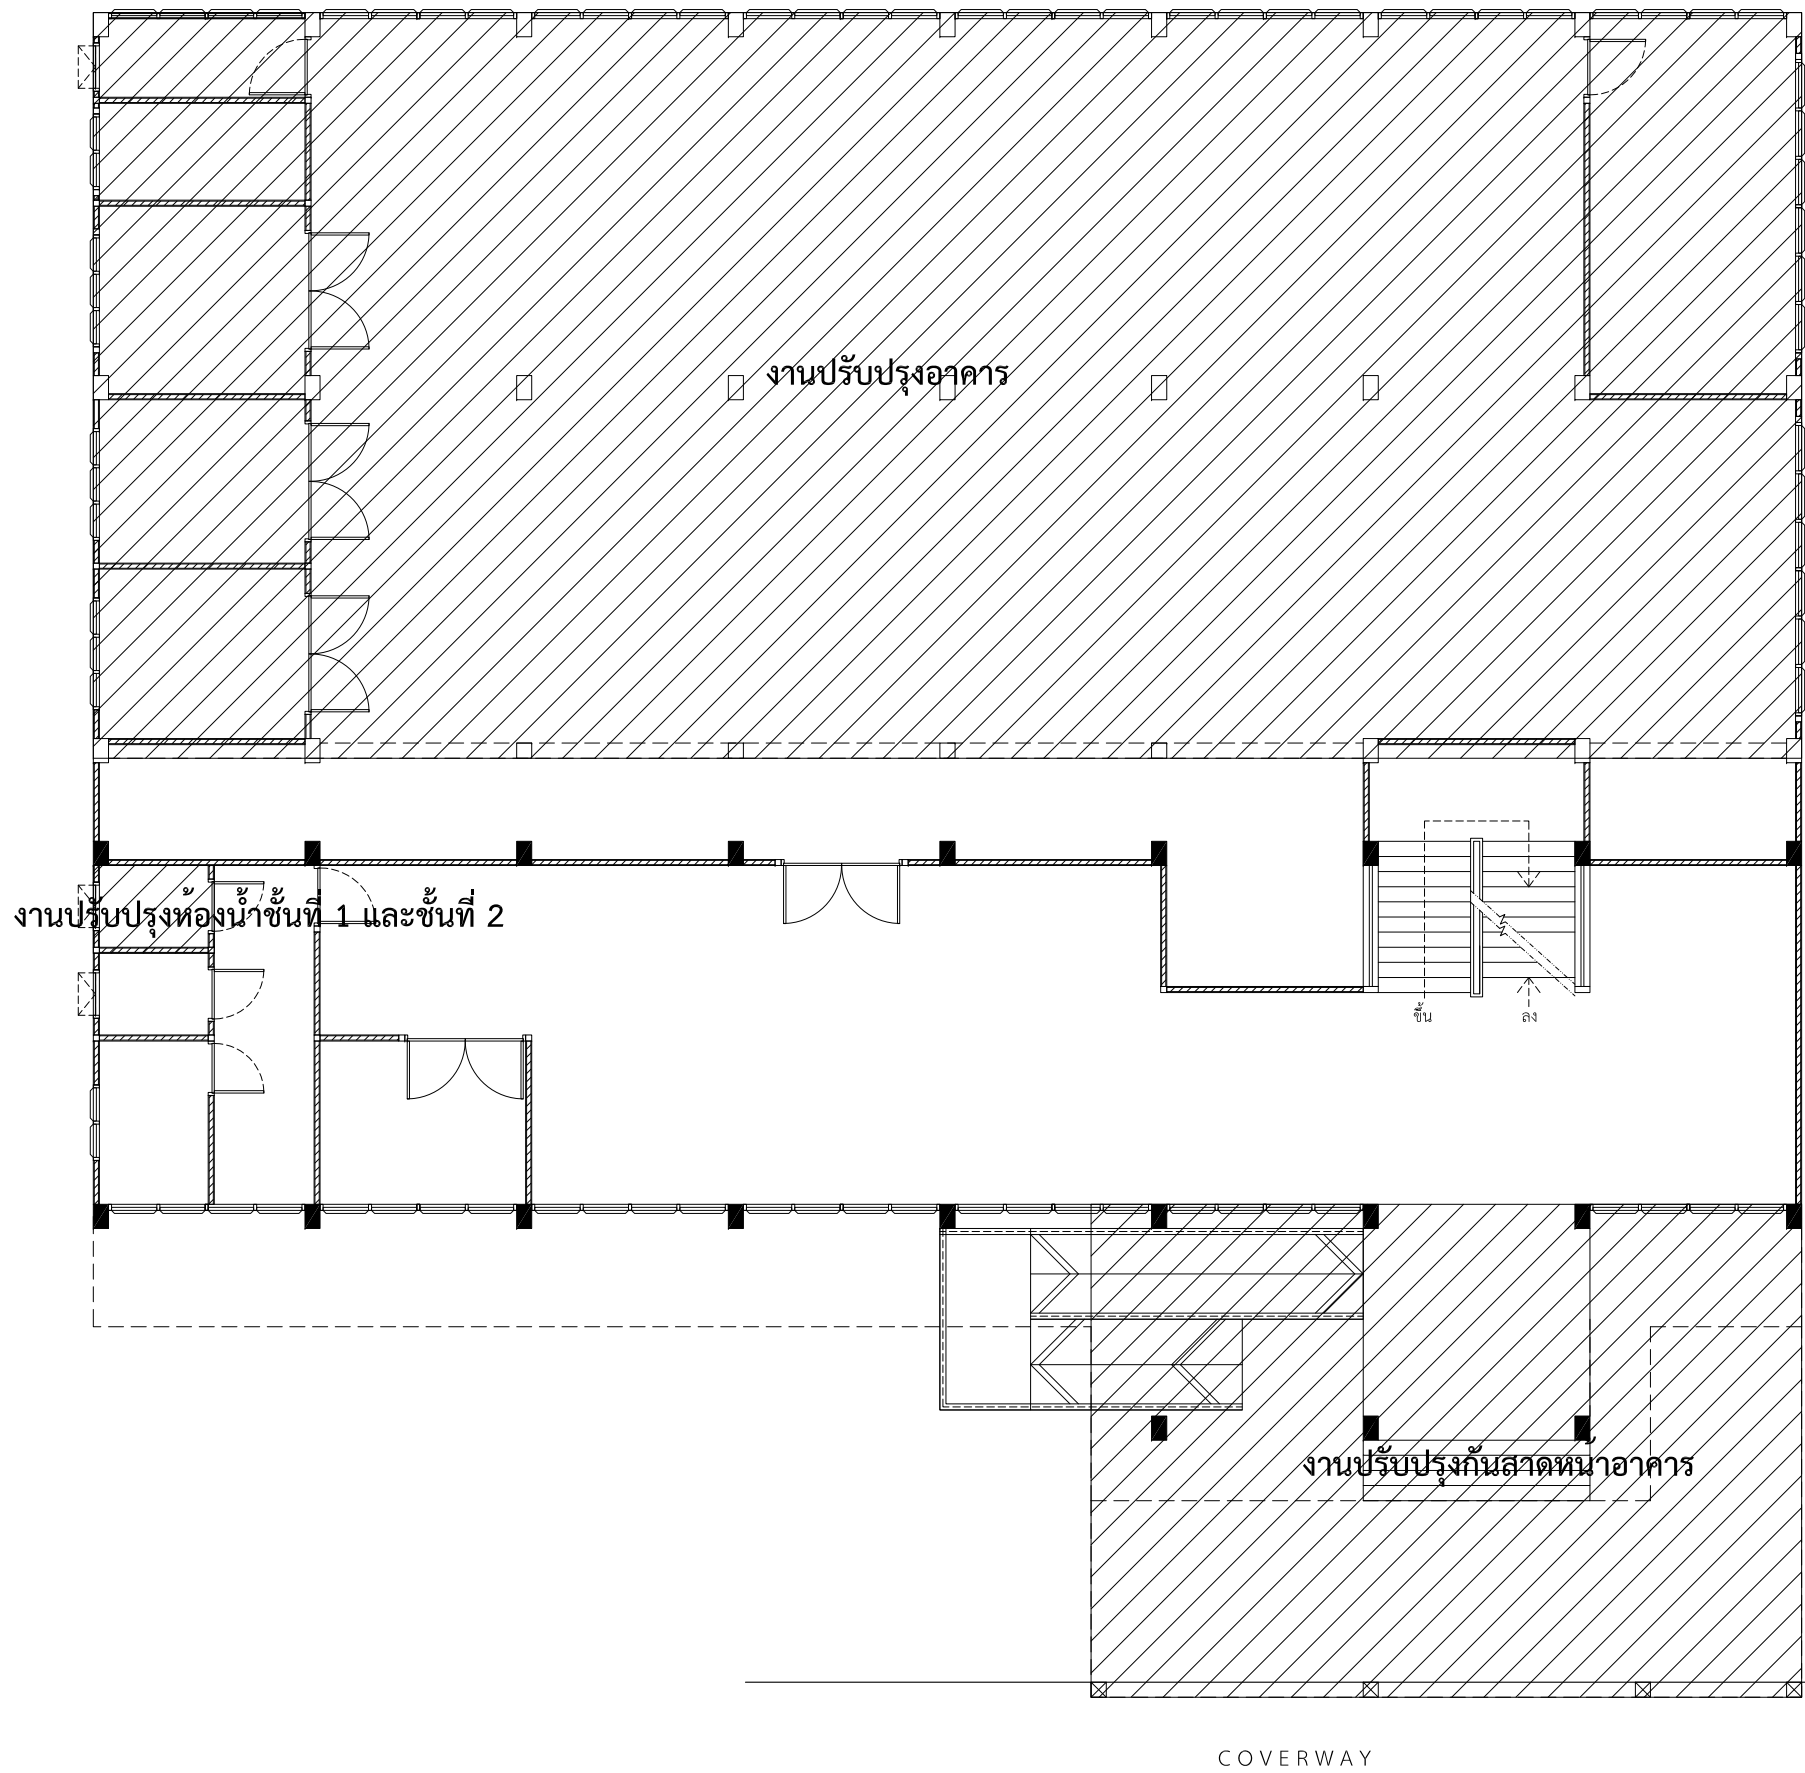 งานปรับปรุงอาคาร
งานปรับปรุงห้องน้ำชั้นที่ 1 และชั้นที่ 2
ขึ้น
ลง
งานปรับปรุงกันสาดหน้าอาคาร
COVERWAY